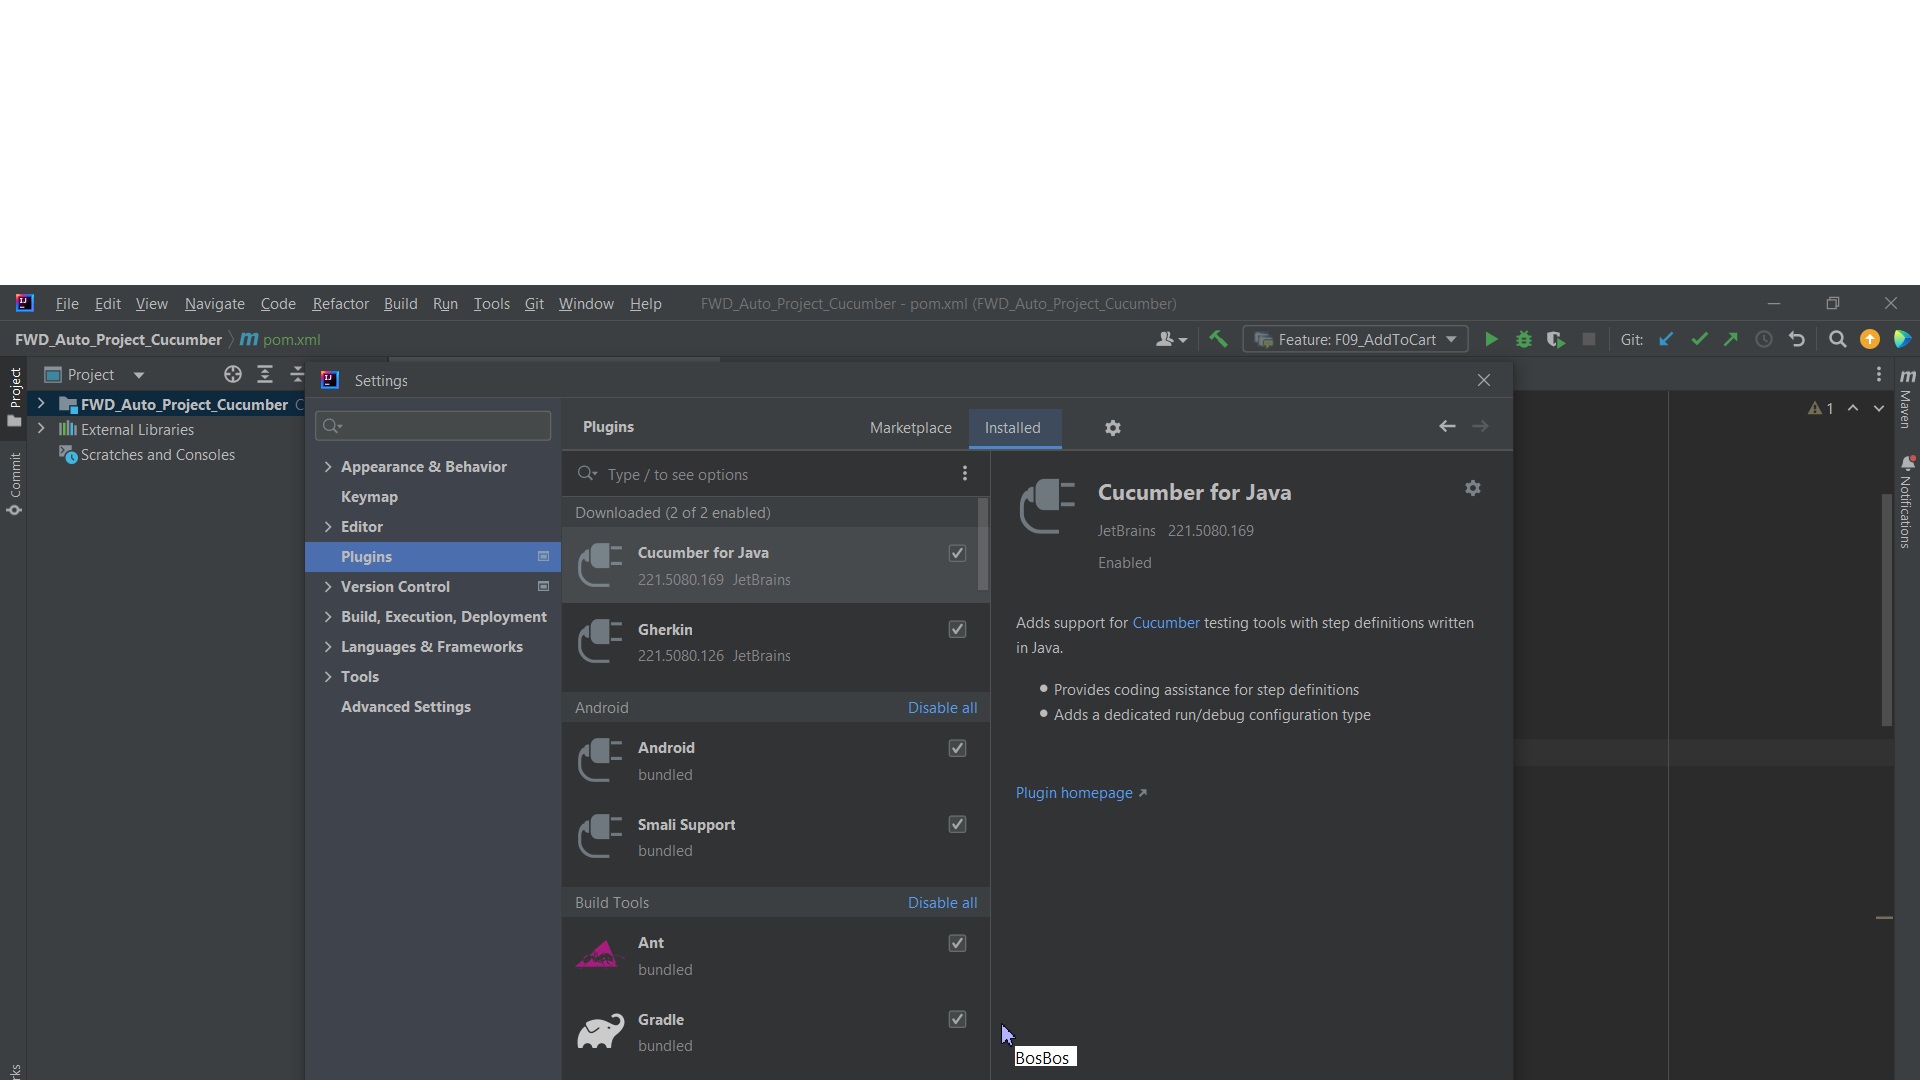 File Edit View Navigate Code Refactor Build Run Tools Git Window Help FWD_Auto_Project_Cucumber - pom.xml (FWD_Auto_Project_Cucumber)
FWD_Auto_Project_Cucumber m pom.xml Feature: F09_AddToCart Git:
Project
Project
FWD_Auto_Project_Cucumber
External Libraries
Scratches and Consoles
Commit
Settings
Appearance & Behavior
Keymap
Editor
Plugins
Version Control
Build, Execution, Deployment
Languages & Frameworks
Tools
Advanced Settings
Plugins Marketplace Installed
Type / to see options
Downloaded (2 of 2 enabled)
Cucumber for Java
221.5080.169 JetBrains
Gherkin
221.5080.126 JetBrains
Android Disable all
Android
bundled
Smali Support
bundled
Build Tools Disable all
Ant
bundled
Gradle
bundled
Cucumber for Java
JetBrains 221.5080.169
Enabled
Adds support for Cucumber testing tools with step definitions written
in Java.
Provides coding assistance for step definitions
Adds a dedicated run/debug configuration type
Plugin homepage
BosBos
1
m
Maven
Notifications